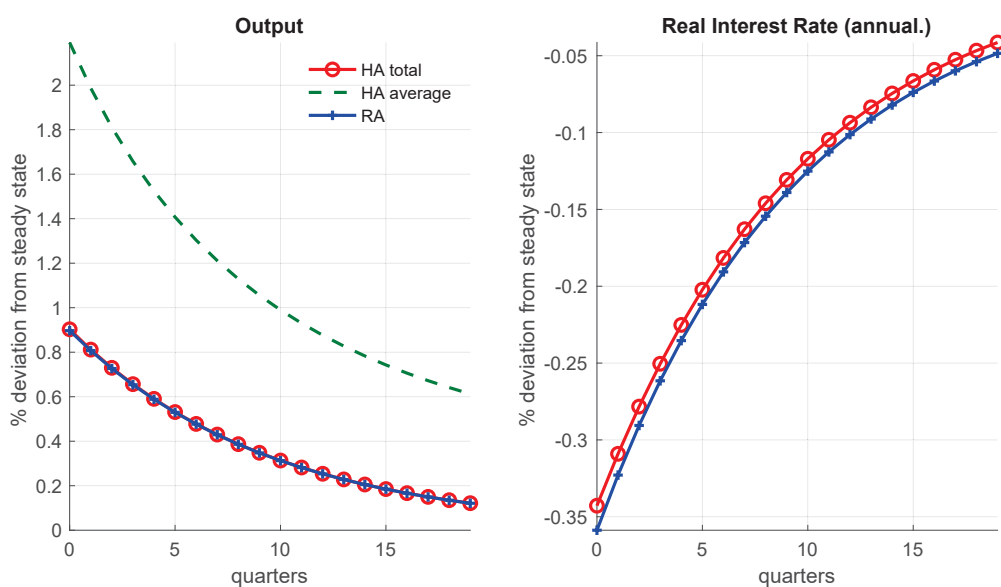 Output
% deviation from steady state
2
1.8
1.6
1.4
1.2
1
0.8
0.6
0.4
0.2
0
0 5 10 15
quarters
HA total
HA average
RA
Real Interest Rate (annual.)
% deviation from steady state
-0.05
-0.1
-0.15
-0.2
-0.25
-0.3
-0.35
0 5 10 15
quarters